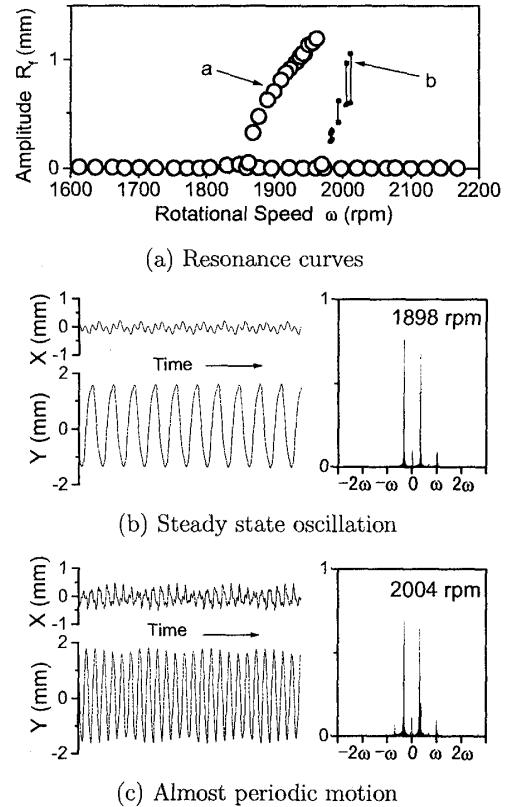 Amplitude R_f (mm)
1
0
a
b
1600 1700 1800 1900 2000 2100 2200
Rotational Speed ω (rpm)
(a) Resonance curves
X (mm)
1
0
-1
Time
Y (mm)
2
0
-2
1898 rpm
1
0
-2ω -ω 0 ω 2ω
(b) Steady state oscillation
X (mm)
1
0
-1
Time
Y (mm)
2
0
-2
2004 rpm
1
0
-2ω -ω 0 ω 2ω
(c) Almost periodic motion